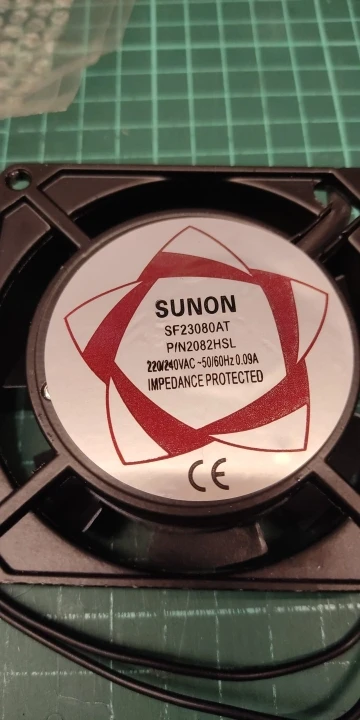 SUNON
SF23080AT
P/N2082HSL
220/240VAC ~50/60Hz 0.09A
IMPEDANCE PROTECTED
CE